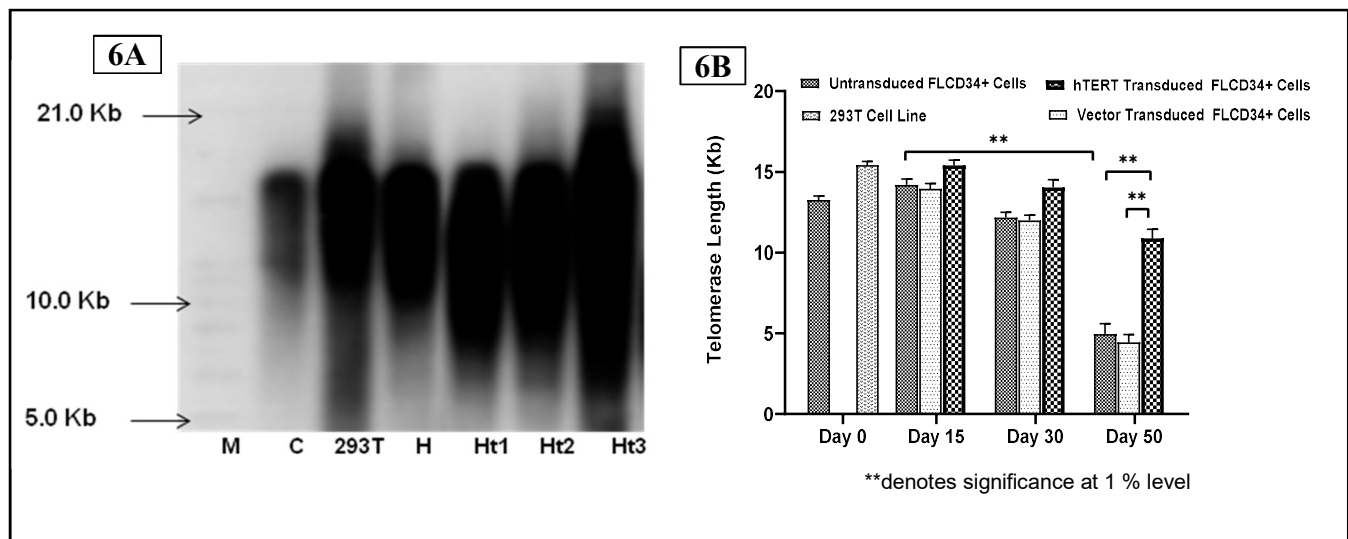 6A
21.0 Kb
10.0 Kb
5.0 Kb
M C 293T H Ht1 Ht2 Ht3
6B
Untransduced FLCD34+ Cells
hTERT Transduced FLCD34+ Cells
293T Cell Line
Vector Transduced FLCD34+ Cells
Telomerase Length (Kb)
20
15
10
5
0
**
**
**
Day 0 Day 15 Day 30 Day 50
**denotes significance at 1 % level